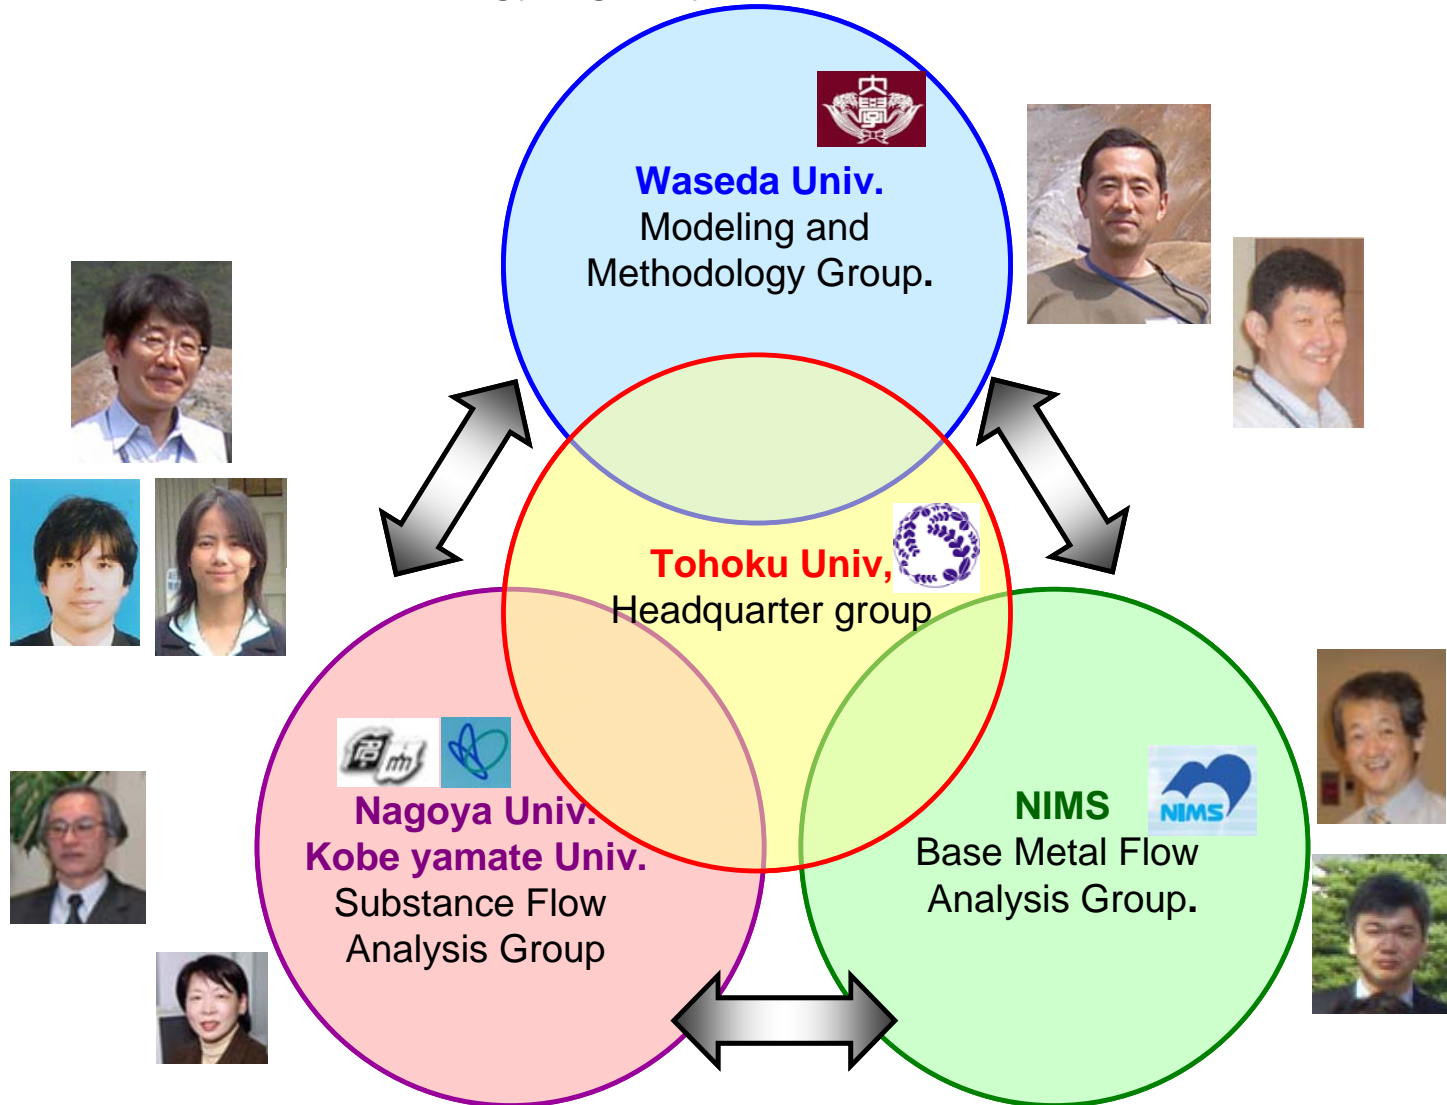 Waseda Univ.
Modeling and
Methodology Group.
Tohoku Univ,
Headquarter group
Nagoya Univ.
Kobe yamate Univ.
Substance Flow
Analysis Group
NIMS
NIMS
Base Metal Flow
Analysis Group.